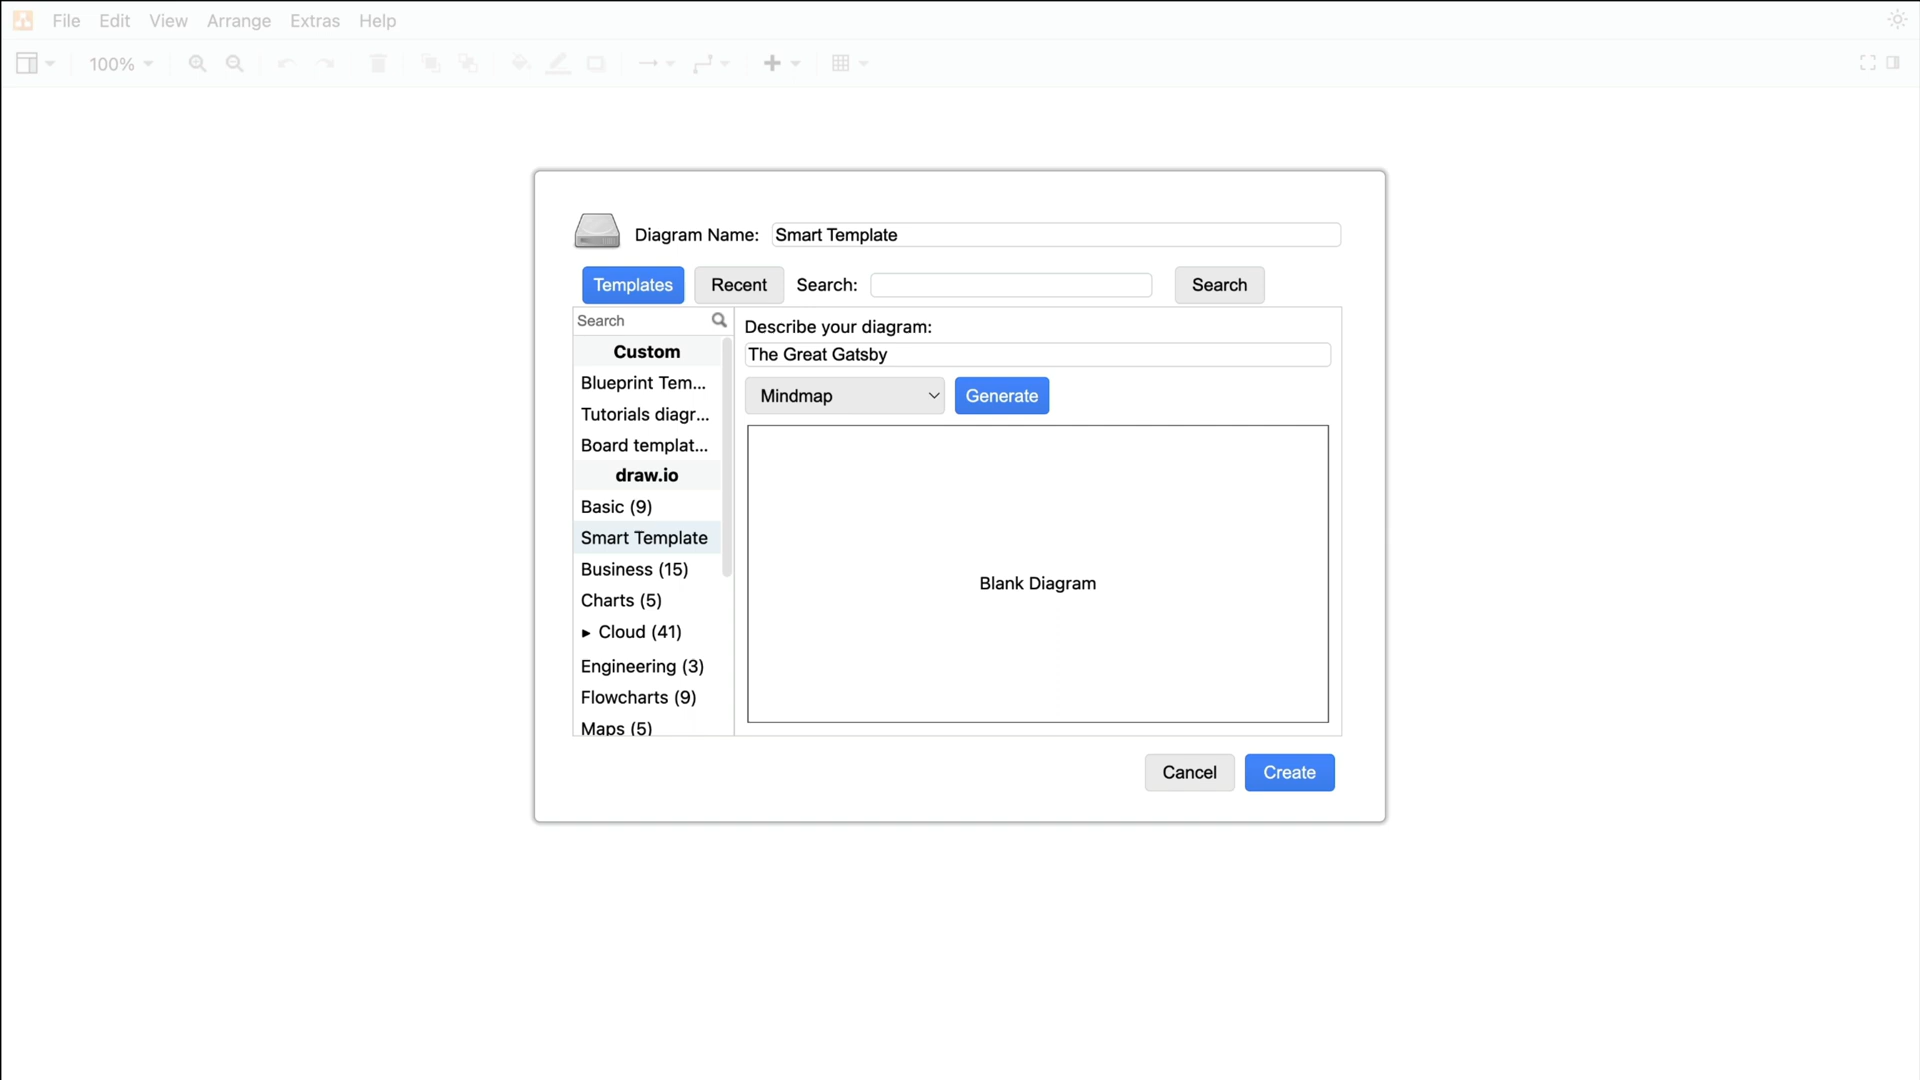 File Edit View Arrange Extras Help
100%
Diagram Name: Smart Template
Templates Recent Search: Search
Search
Custom
Blueprint Tem...
Tutorials diagr...
Board templat...
draw.io
Basic (9)
Smart Template
Business (15)
Charts (5)
Cloud (41)
Engineering (3)
Flowcharts (9)
Maps (5)
Describe your diagram:
The Great Gatsby
Mindmap Generate
Blank Diagram
Cancel Create